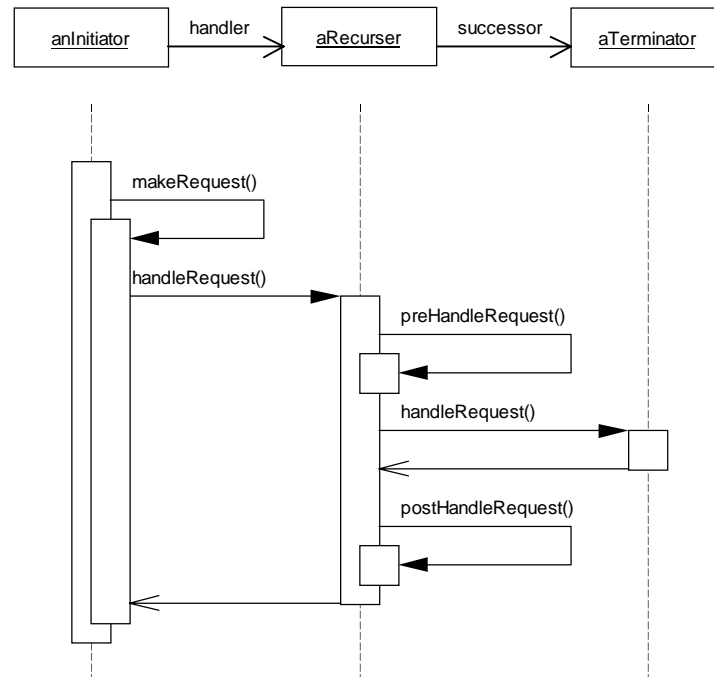 anInitiator
handler
aRecurser
successor
aTerminator
makeRequest()
handleRequest()
preHandleRequest()
handleRequest()
postHandleRequest()